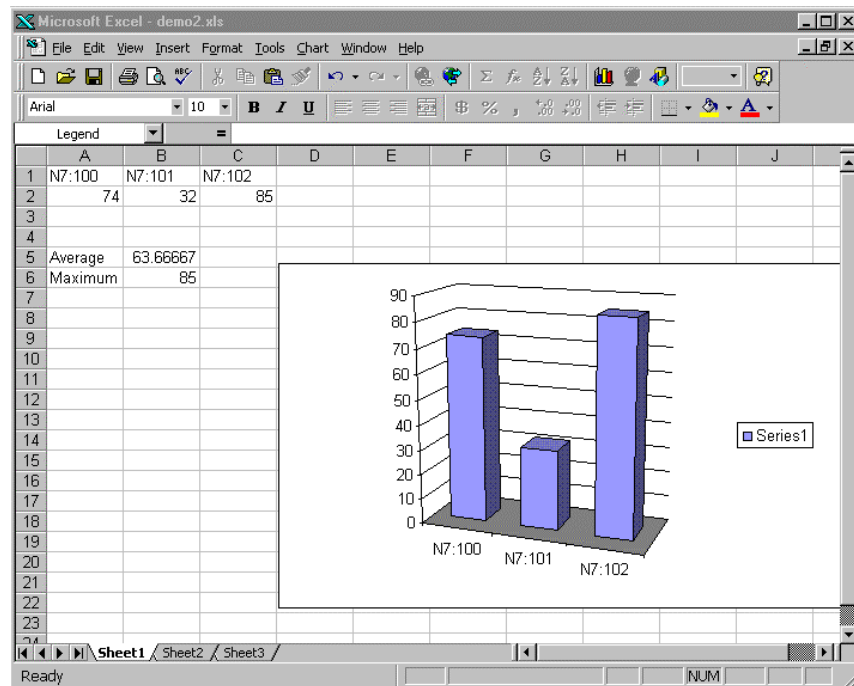 Microsoft Excel - demo2.xls
File Edit View Insert Format Tools Chart Window Help
Arial 10 B I U $ % ,
Legend =
A B C D E F G H I J
1 N7:100 N7:101 N7:102
2 74 32 85
3
4
5 Average 63.66667
6 Maximum 85
7
8
9
10
11
12
13
14
15
16
17
18
19
20
21
22
23
24
90
80
70
60
50
40
30
20
10
0
N7:100 N7:101 N7:102
Series1
Sheet1 Sheet2 Sheet3
Ready NUM